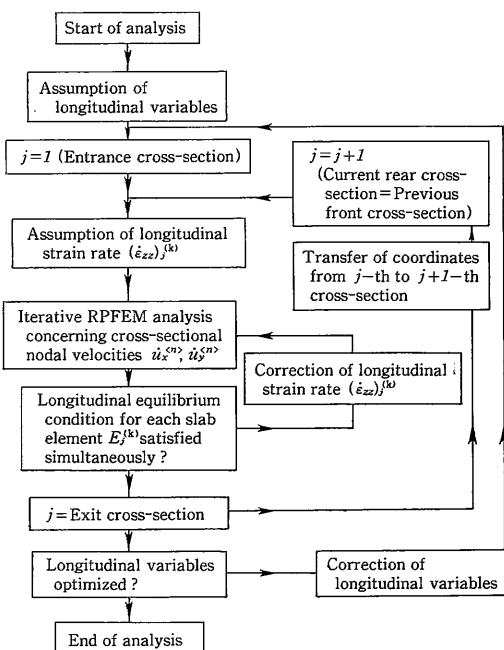 Start of analysis
Assumption of
longitudinal variables
j=1 (Entrance cross-section)
j=j+1
(Current rear cross-
section=Previous
front cross-section)
Assumption of longitudinal
strain rate (ε̇zz)j(k)
Transfer of coordinates
from j-th to j+1-th
cross-section
Iterative RPFEM analysis
concerning cross-sectional
nodal velocities u̇x<n>, u̇y<n>
Correction of longitudinal
strain rate (ε̇zz)j(k)
Longitudinal equilibrium
condition for each slab
element Ej(k) satisfied
simultaneously ?
j=Exit cross-section
Longitudinal variables
optimized ?
Correction of
longitudinal variables
End of analysis